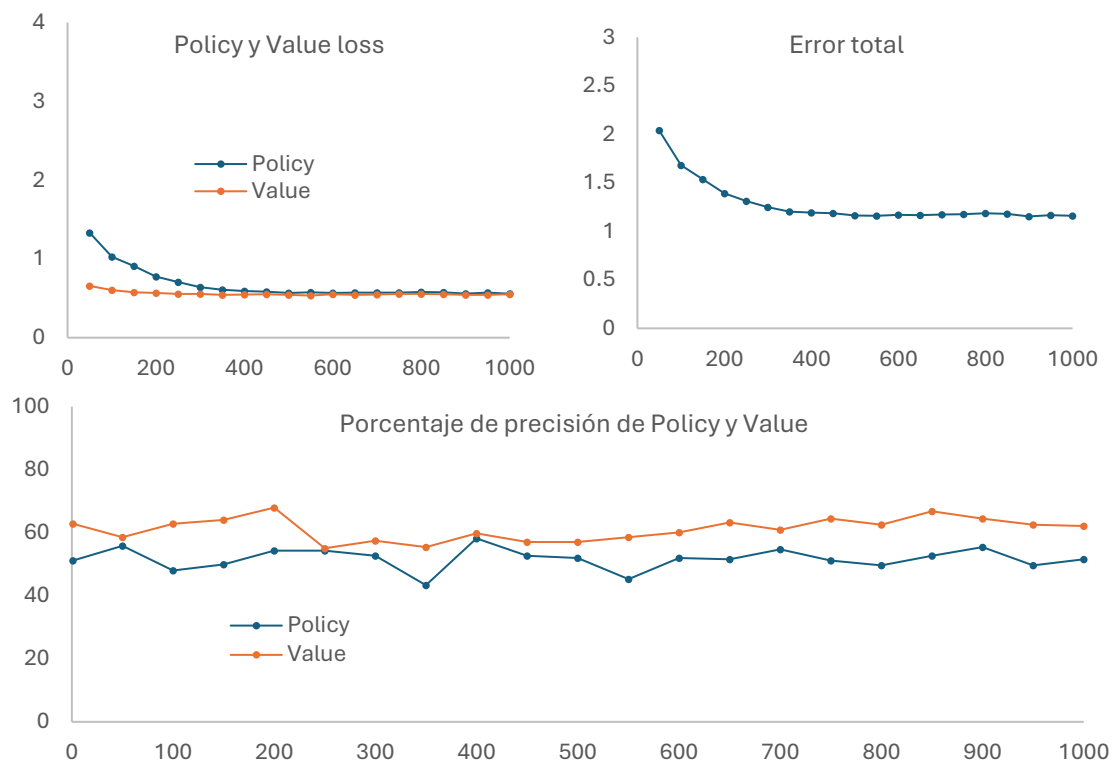 Policy y Value loss
4
3
2
1
0
Policy
Value
0 200 400 600 800 1000
Error total
3
2.5
2
1.5
1
0.5
0
0 200 400 600 800 1000
Porcentaje de precisión de Policy y Value
100
80
60
40
20
0
Policy
Value
0 100 200 300 400 500 600 700 800 900 1000